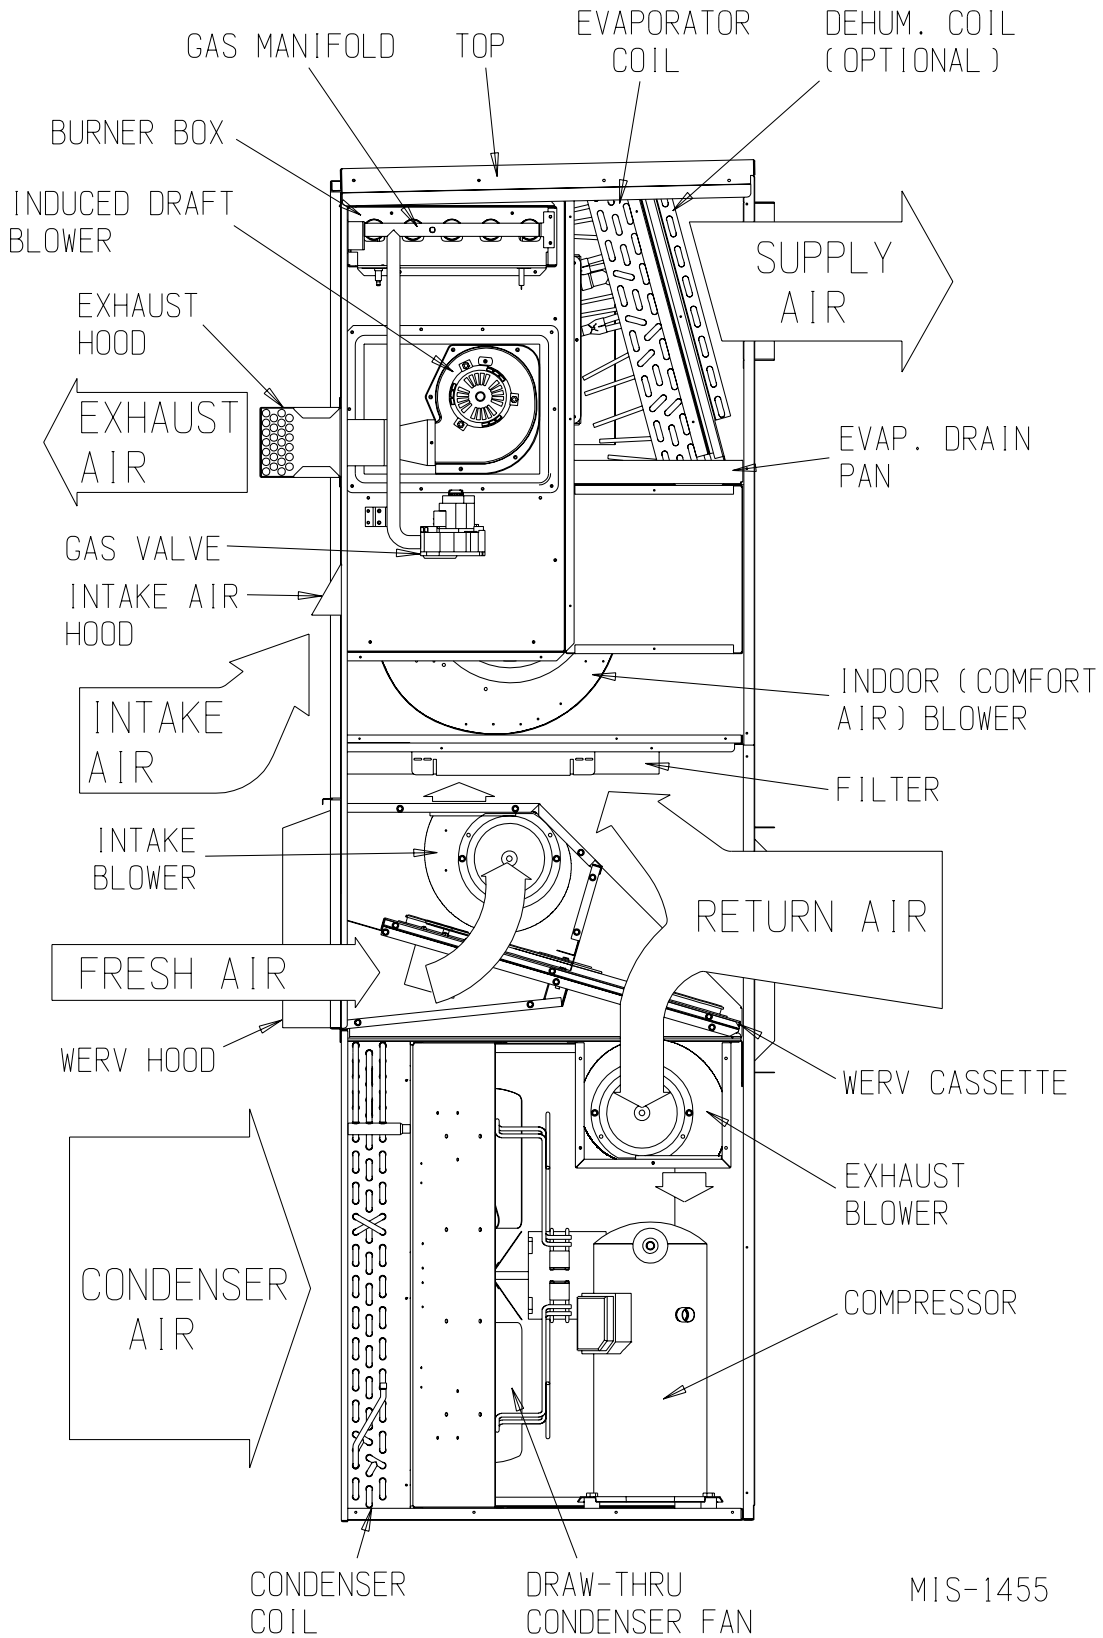 GAS MANIFOLD
TOP
EVAPORATOR
COIL
DEHUM. COIL
(OPTIONAL)
BURNER BOX
INDUCED DRAFT
BLOWER
SUPPLY
AIR
EXHAUST
HOOD
EXHAUST
AIR
EVAP. DRAIN
PAN
GAS VALVE
INTAKE AIR
HOOD
INTAKE
AIR
INDOOR (COMFORT
AIR) BLOWER
FILTER
INTAKE
BLOWER
RETURN AIR
FRESH AIR
WERV HOOD
WERV CASSETTE
EXHAUST
BLOWER
CONDENSER
AIR
COMPRESSOR
CONDENSER
COIL
DRAW-THRU
CONDENSER FAN
MIS-1455